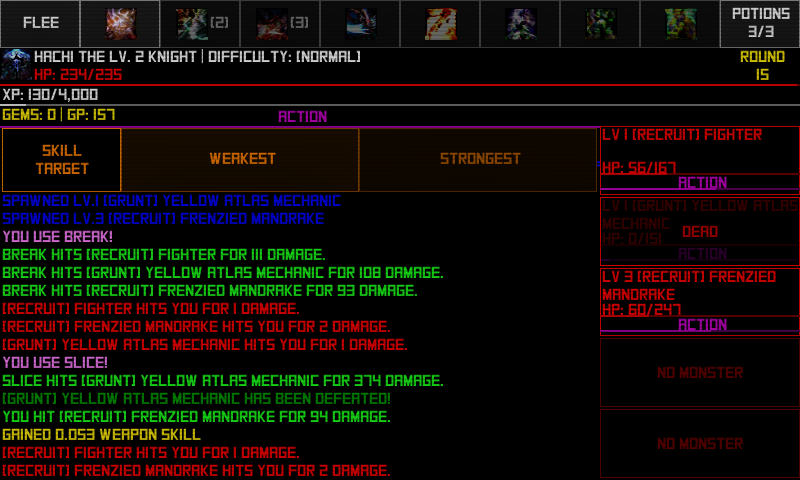 FLEE
(2)
(3)
POTIONS
3/3
HACHI THE LV. 2 KNIGHT | DIFFICULTY: [NORMAL]
HP: 234/235
ROUND
15
XP: 130/4,000
GEMS: 0 | GP: 157
ACTION
SKILL
TARGET
WEAKEST
STRONGEST
SPAWNED LV.1 [GRUNT] YELLOW ATLAS MECHANIC
SPAWNED LV.3 [RECRUIT] FRENZIED MANDRAKE
YOU USE BREAK!
BREAK HITS [RECRUIT] FIGHTER FOR 111 DAMAGE.
BREAK HITS [GRUNT] YELLOW ATLAS MECHANIC FOR 108 DAMAGE.
BREAK HITS [RECRUIT] FRENZIED MANDRAKE FOR 93 DAMAGE.
[RECRUIT] FIGHTER HITS YOU FOR 1 DAMAGE.
[RECRUIT] FRENZIED MANDRAKE HITS YOU FOR 2 DAMAGE.
[GRUNT] YELLOW ATLAS MECHANIC HITS YOU FOR 1 DAMAGE.
YOU USE SLICE!
SLICE HITS [GRUNT] YELLOW ATLAS MECHANIC FOR 374 DAMAGE.
[GRUNT] YELLOW ATLAS MECHANIC HAS BEEN DEFEATED!
YOU HIT [RECRUIT] FRENZIED MANDRAKE FOR 94 DAMAGE.
GAINED 0.053 WEAPON SKILL
[RECRUIT] FIGHTER HITS YOU FOR 1 DAMAGE.
[RECRUIT] FRENZIED MANDRAKE HITS YOU FOR 2 DAMAGE.
LV 1 [RECRUIT] FIGHTER
HP: 56/167
ACTION
LV 1 [GRUNT] YELLOW ATLAS
MECHANIC
HP: 0/151
DEAD
ACTION
LV 3 [RECRUIT] FRENZIED
MANDRAKE
HP: 60/247
ACTION
NO MONSTER
NO MONSTER